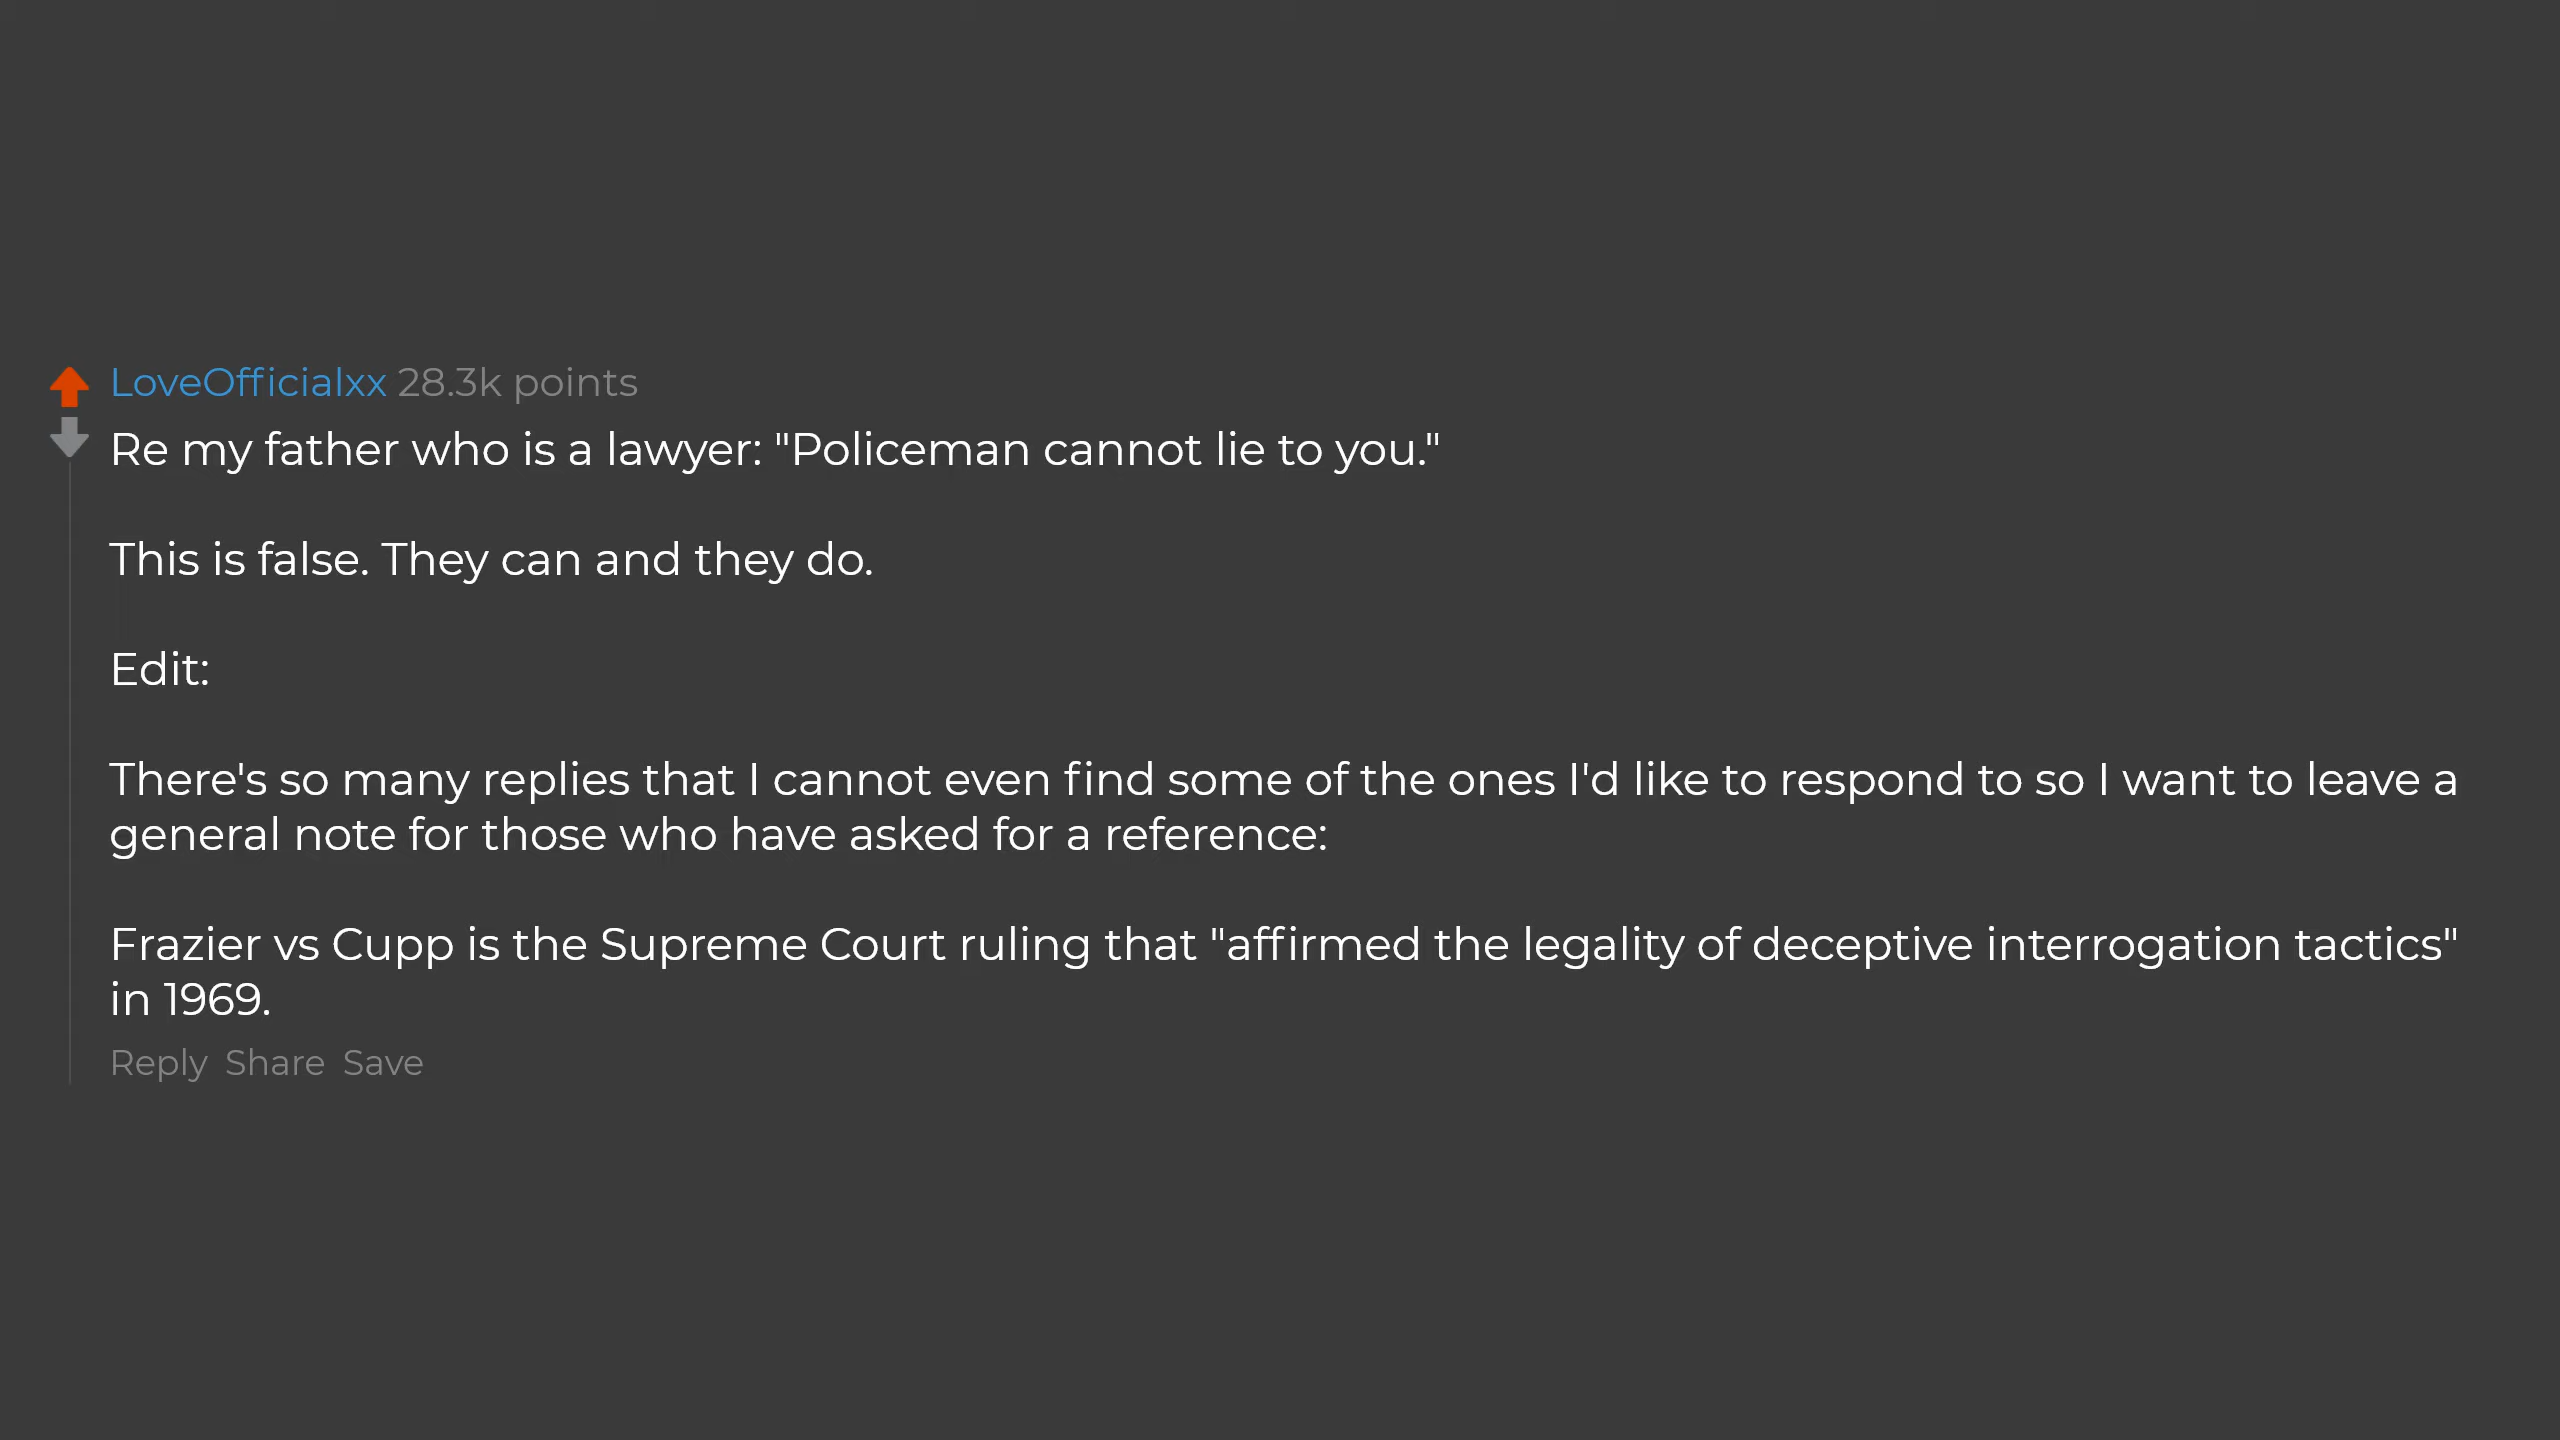 LoveOfficialxx 28.3k points
Re my father who is a lawyer: "Policeman cannot lie to you."
This is false. They can and they do.
Edit:
There's so many replies that I cannot even find some of the ones I'd like to respond to so I want to leave a
general note for those who have asked for a reference:
Frazier vs Cupp is the Supreme Court ruling that "affirmed the legality of deceptive interrogation tactics"
in 1969.
Reply Share Save